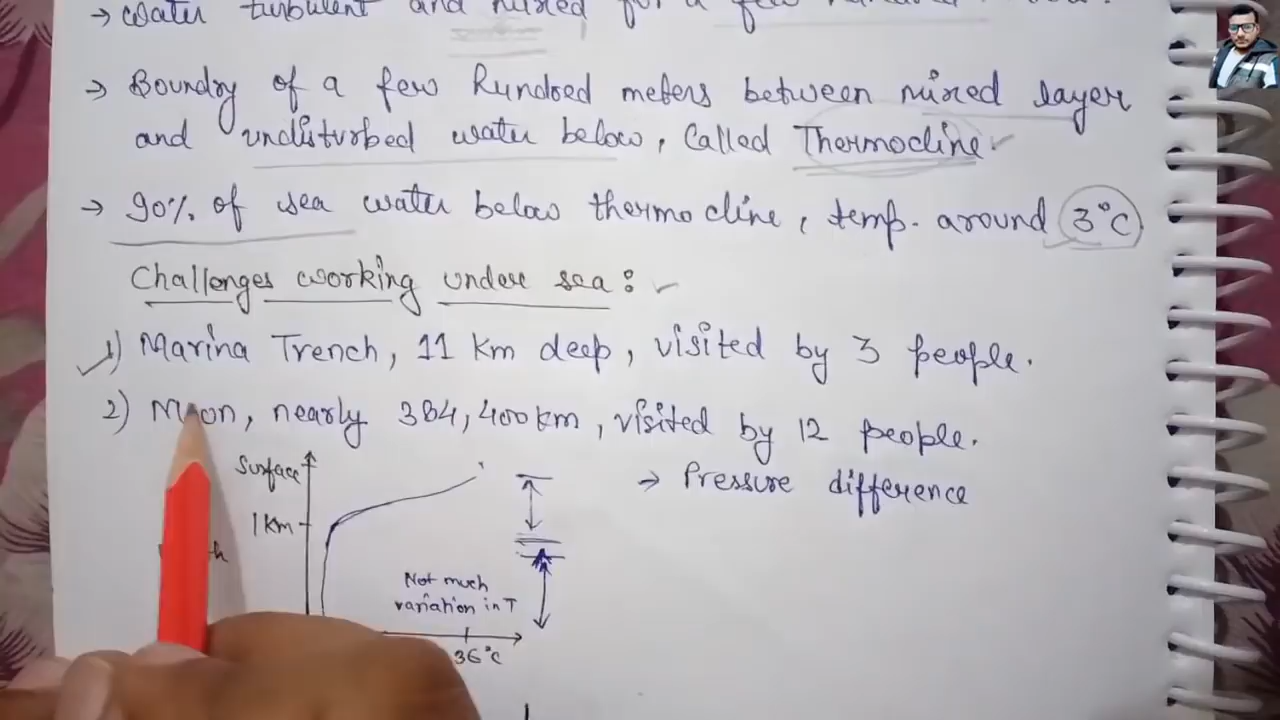 → Water turbulent and mixed for a few
→ Boundry of a few hundred meters between mixed layer
and undisturbed water below, Called Thermocline
→ 90% of sea water below thermocline, temp. around 3°C
Challenges working under sea:
1) Marina Trench, 11 km deep, visited by 3 people.
2) Moon, nearly 384,400km, visited by 12 people.
Surface
→ Pressure difference
1 Km
Not much
variation in T
36°C